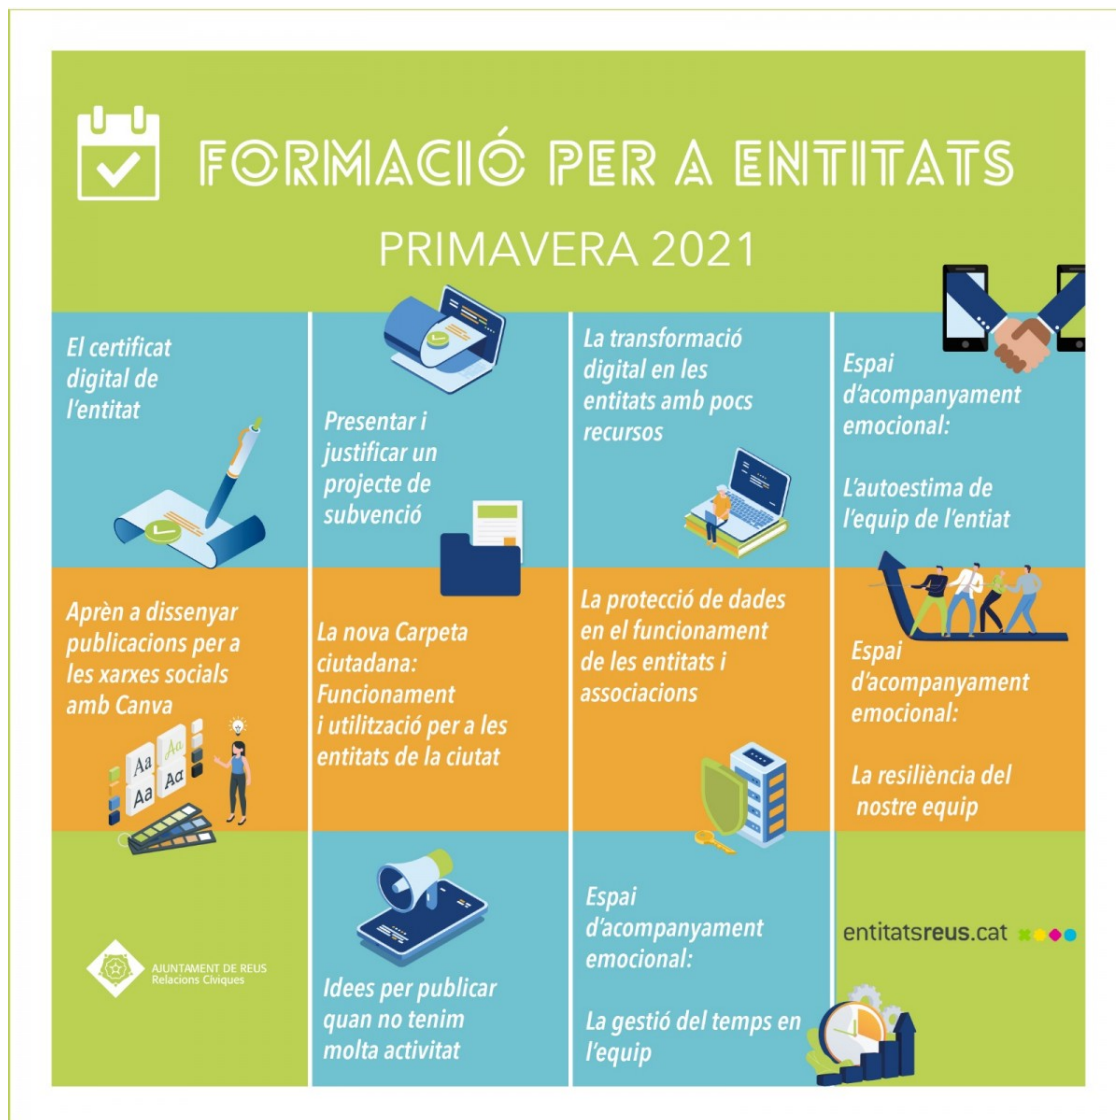 FORMACIÓ PER A ENTITATS
PRIMAVERA 2021
El certificat
digital de
l'entitat
Presentar i
justificar un
projecte de
subvenció
La transformació
digital en les
entitats amb pocs
recursos
Espai
d'acompanyament
emocional:
L'autoestima de
l'equip de l'entiat
Aprèn a dissenyar
publicacions per a
les xarxes socials
amb Canva
Aa
Aa
Aa
Aa
La nova Carpeta
ciutadana:
Funcionament
i utilització per a les
entitats de la ciutat
La protecció de dades
en el funcionament
de les entitats i
associacions
Espai
d'acompanyament
emocional:
La resiliència del
nostre equip
AJUNTAMENT DE REUS
Relacions Cíviques
Idees per publicar
quan no tenim
molta activitat
Espai
d'acompanyament
emocional:
La gestió del temps en
l'equip
entitatsreus.cat